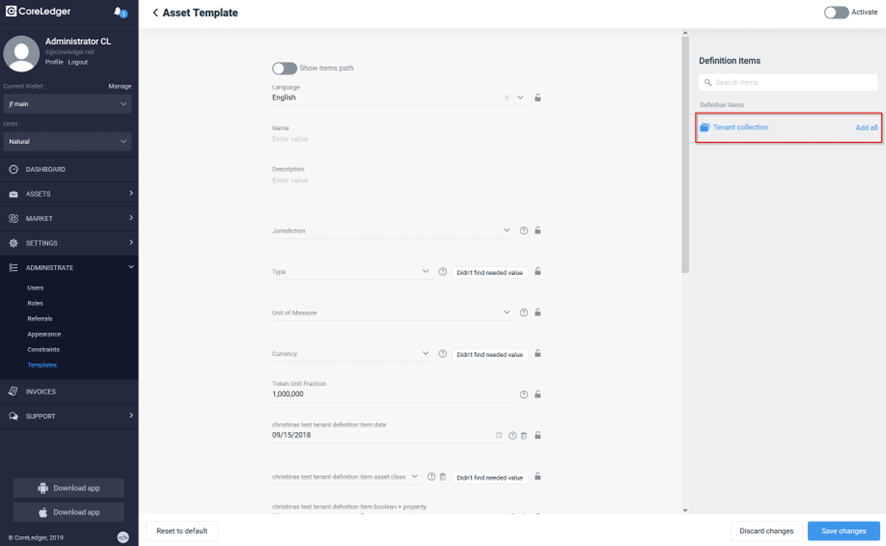 CoreLedger
1
Administrator CL
it@coreledger.net
Profile Logout
Current Wallet : Manage
jf main
Units :
Natural
DASHBOARD
ASSETS
MARKET
SETTINGS
ADMINISTRATE
Users
Roles
Referrals
Appearance
Constraints
Templates
INVOICES
SUPPORT
Download app
Download app
© CoreLedger, 2019
Asset Template
Activate
Show items path
Language
English
Name
Enter value
Description
Enter value
Jurisdiction
Type
Didn't find needed value
Unit of Measure
Currency
Didn't find needed value
Token Unit Fraction
1,000,000
christinas test tenant definition item date
09/15/2018
christinas test tenant definition item asset class
Didn't find needed value
christinas test tenant definition item boolean + property
Reset to default
Discard changes
Save changes
Definition items
Search items
Definition items
Tenant collection Add all